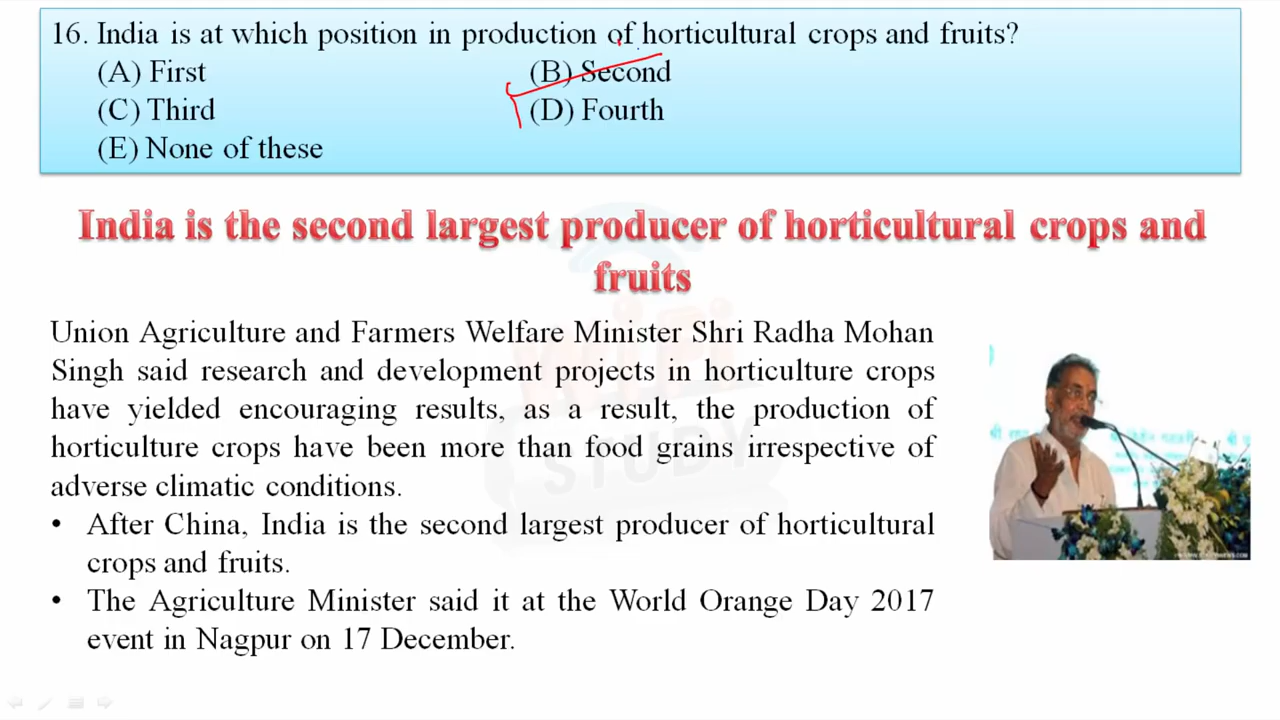 16. India is at which position in production of horticultural crops and fruits?
(A) First (B) Second
(C) Third (D) Fourth
(E) None of these
India is the second largest producer of horticultural crops and
fruits
Union Agriculture and Farmers Welfare Minister Shri Radha Mohan
Singh said research and development projects in horticulture crops
have yielded encouraging results, as a result, the production of
horticulture crops have been more than food grains irrespective of
adverse climatic conditions.
• After China, India is the second largest producer of horticultural
crops and fruits.
• The Agriculture Minister said it at the World Orange Day 2017
event in Nagpur on 17 December.
WiFi
STUDY